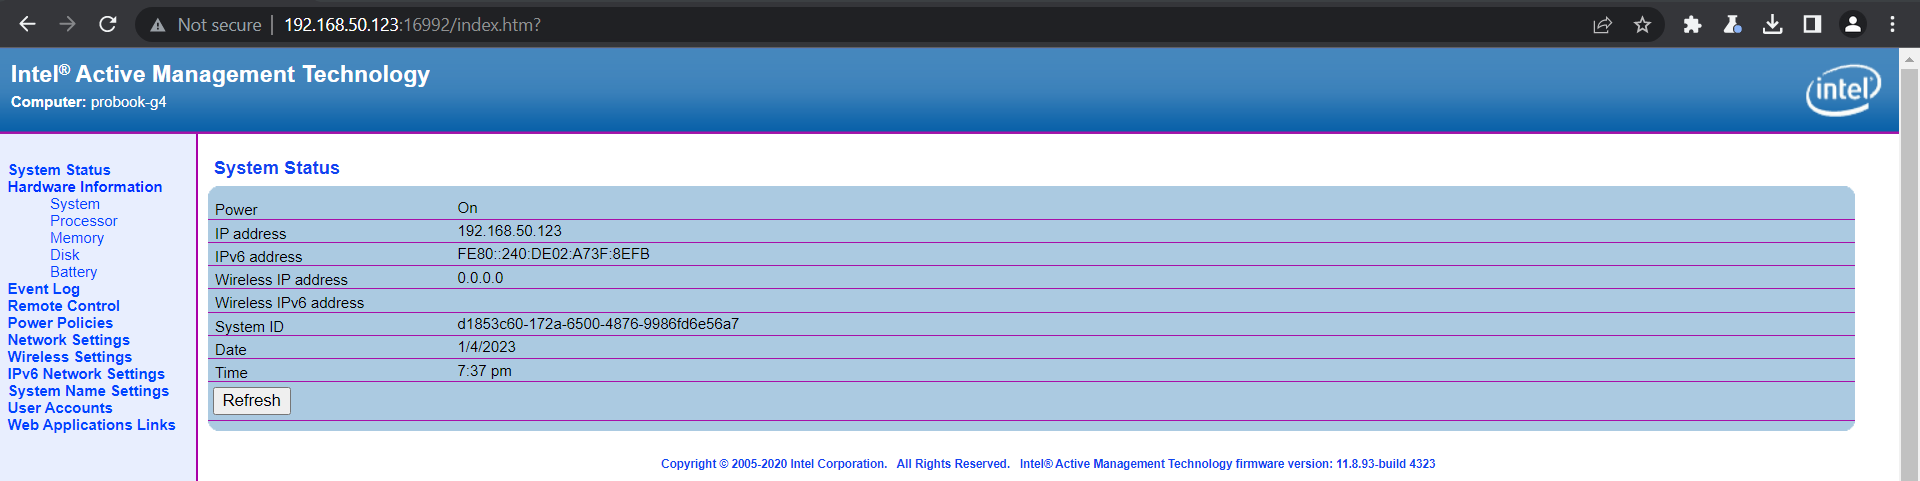 Not secure | 192.168.50.123:16992/index.htm?
Intel® Active Management Technology
Computer: probook-g4
intel
System Status
Hardware Information
System
Processor
Memory
Disk
Battery
Event Log
Remote Control
Power Policies
Network Settings
Wireless Settings
IPv6 Network Settings
System Name Settings
User Accounts
Web Applications Links
System Status
Power On
IP address 192.168.50.123
IPv6 address FE80::240:DE02:A73F:8EFB
Wireless IP address 0.0.0.0
Wireless IPv6 address
System ID d1853c60-172a-6500-4876-9986fd6e56a7
Date 1/4/2023
Time 7:37 pm
Refresh
Copyright © 2005-2020 Intel Corporation. All Rights Reserved. Intel® Active Management Technology firmware version: 11.8.93-build 4323